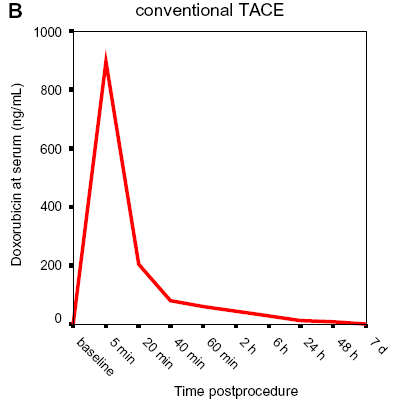 B
conventional TACE
Doxorubicin at serum (ng/mL)
1000
800
600
400
200
0
baseline
5 min
20 min
40 min
60 min
2 h
6 h
24 h
48 h
7 d
Time postprocedure